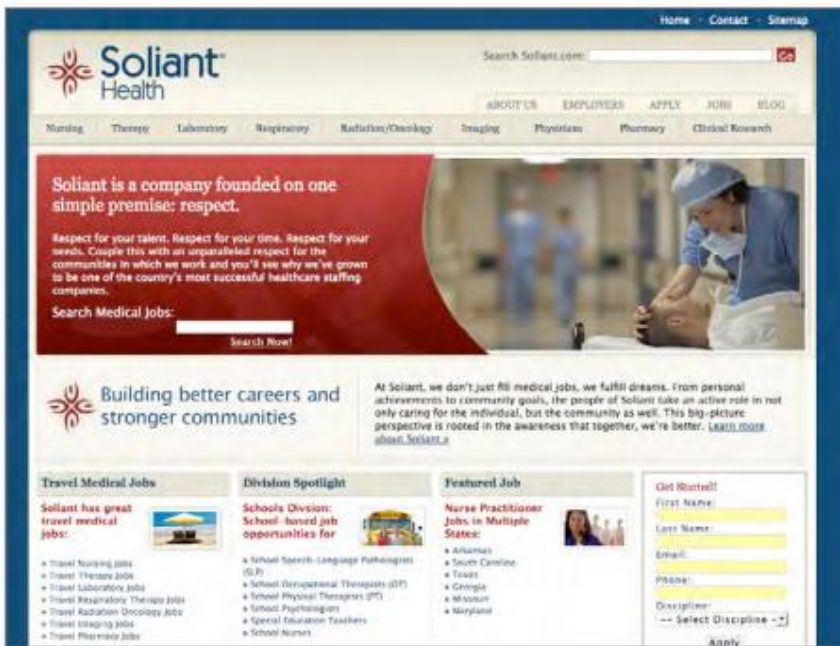 Home - Contact - Sitemap
Soliant
Health
Search Soliant.com:
Go
ABOUT US EMPLOYERS APPLY JOBS BLOG
Nursing Therapy Laboratory Respiratory Radiation/Oncology Imaging Physicians Pharmacy Clinical Research
Soliant is a company founded on one
simple premise: respect.
Respect for your talent. Respect for your time. Respect for your
needs. Couple this with an unparalleled respect for the
communities in which we work and you'll see why we've grown
to be one of the country's most successful healthcare staffing
companies.
Search Medical Jobs:
Search Now!
Building better careers and
stronger communities
At Soliant, we don't just fill medical jobs, we fulfill dreams. From personal
achievements to community goals, the people of Soliant take an active role in not
only caring for the individual, but the community as well. This big-picture
perspective is rooted in the awareness that together, we're better. Learn more
about Soliant »
Travel Medical Jobs
Soliant has great
travel medical
jobs:
Travel Nursing Jobs
Travel Therapy Jobs
Travel Laboratory Jobs
Travel Respiratory Therapy Jobs
Travel Radiation Oncology Jobs
Travel Imaging Jobs
Travel Pharmacy Jobs
Division Spotlight
Schools Divsion:
School-based job
opportunities for
School Speech-Language Pathologists
(SLP)
School Occupational Therapists (OT)
School Physical Therapists (PT)
School Psychologists
Special Education Teachers
School Nurses
Featured Job
Nurse Practitioner
Jobs in Multiple
States:
Arkansas
South Carolina
Texas
Georgia
Missouri
Maryland
Get Started!
First Name:
Last Name:
Email:
Phone:
Discipline:
-- Select Discipline --
Apply